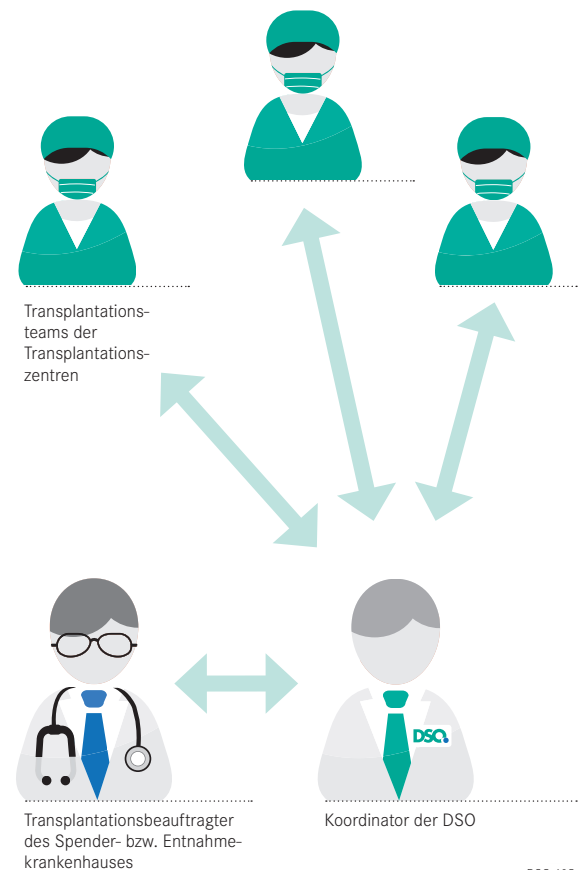 Transplantations-
teams der
Transplantations-
zentren
DSO
Transplantationsbeauftragter
des Spender- bzw. Entnahme-
krankenhauses
Koordinator der DSO